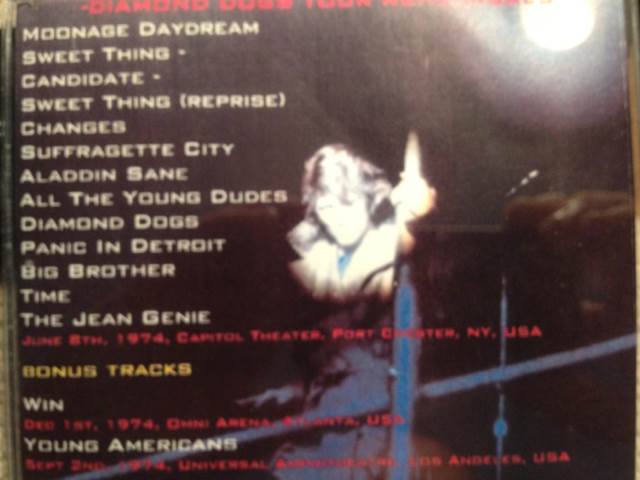 -DIAMOND DOGS TOUR
MOONAGE DAYDREAM
SWEET THING -
CANDIDATE -
SWEET THING (REPRISE)
CHANGES
SUFFRAGETTE CITY
ALADDIN SANE
ALL THE YOUNG DUDES
DIAMOND DOGS
PANIC IN DETROIT
BIG BROTHER
TIME
THE JEAN GENIE
JUNE 8TH, 1974, CAPITOL THEATER, PORT CHESTER, NY, USA
BONUS TRACKS
WIN
DEC 1ST, 1974, OMNI ARENA, ATLANTA, USA
YOUNG AMERICANS
SEPT 2ND, 1974, UNIVERSAL AMPHITHEATRE, LOS ANGELES, USA